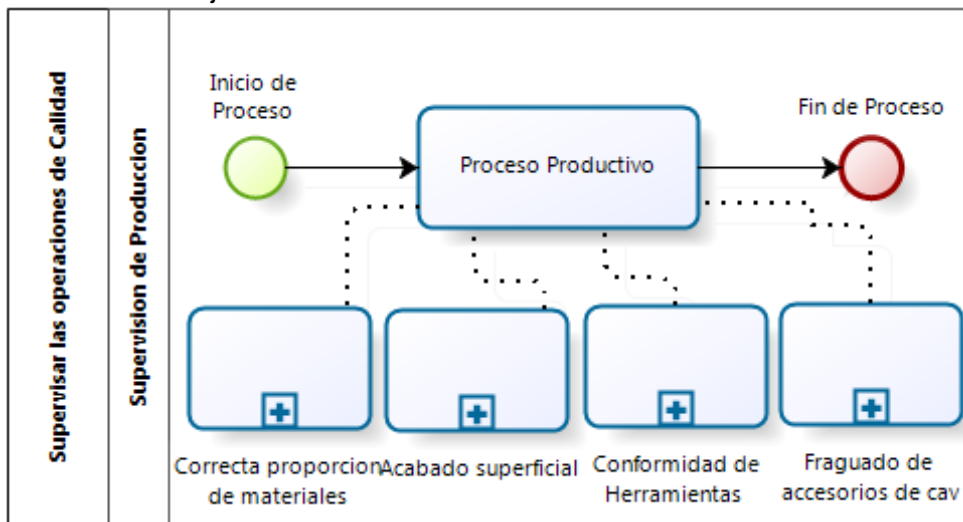 Supervisar las operaciones de Calidad
Supervision de Produccion
Inicio de
Proceso
Proceso Productivo
Fin de Proceso
Correcta proporcion
de materiales
Acabado superficial
Conformidad de
Herramientas
Fraguado de
accesorios de cav